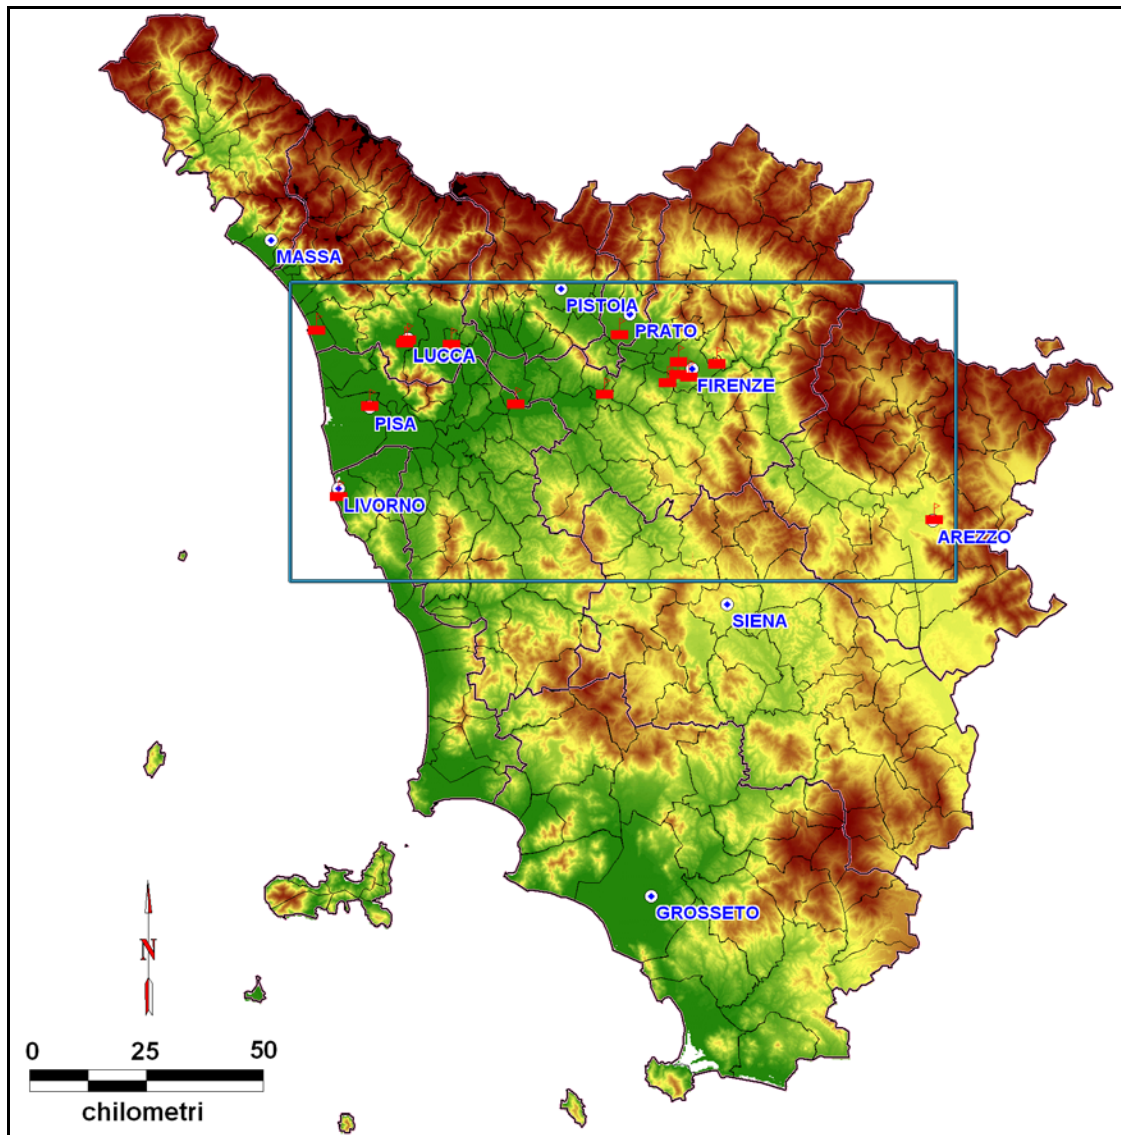 MASSA
PISTOIA
PRATO
LUCCA
FIRENZE
PISA
LIVORNO
AREZZO
SIENA
GROSSETO
N
0 25 50
chilometri